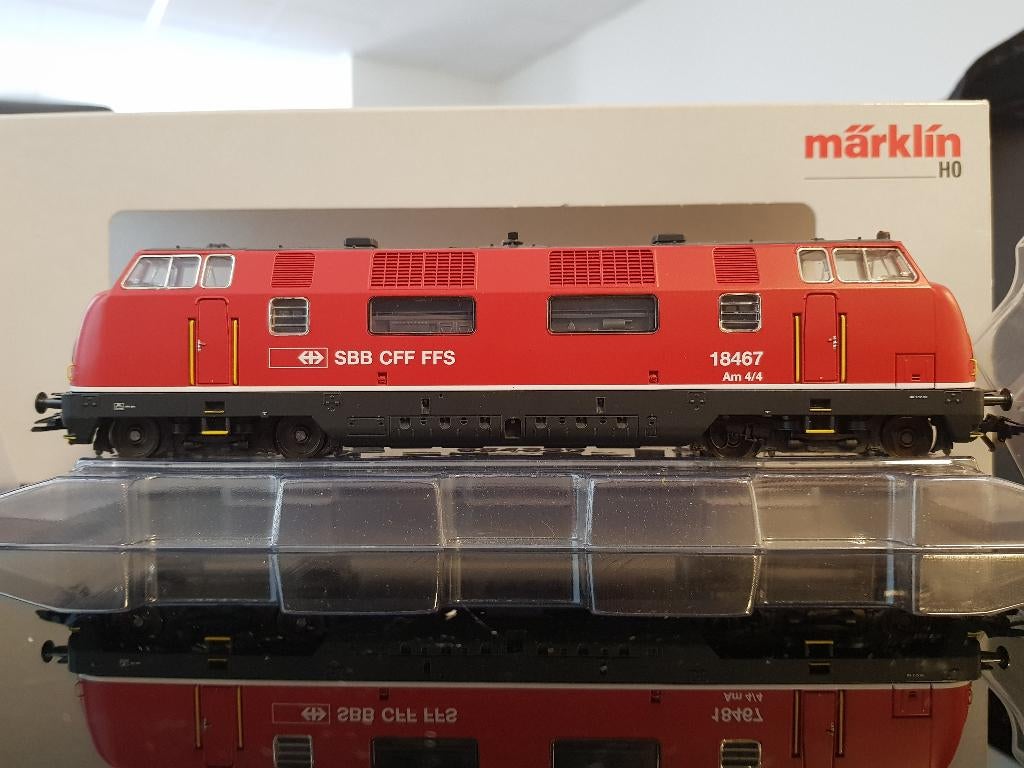 märklin
H0
SBB CFF FFS
18467
Am 4/4